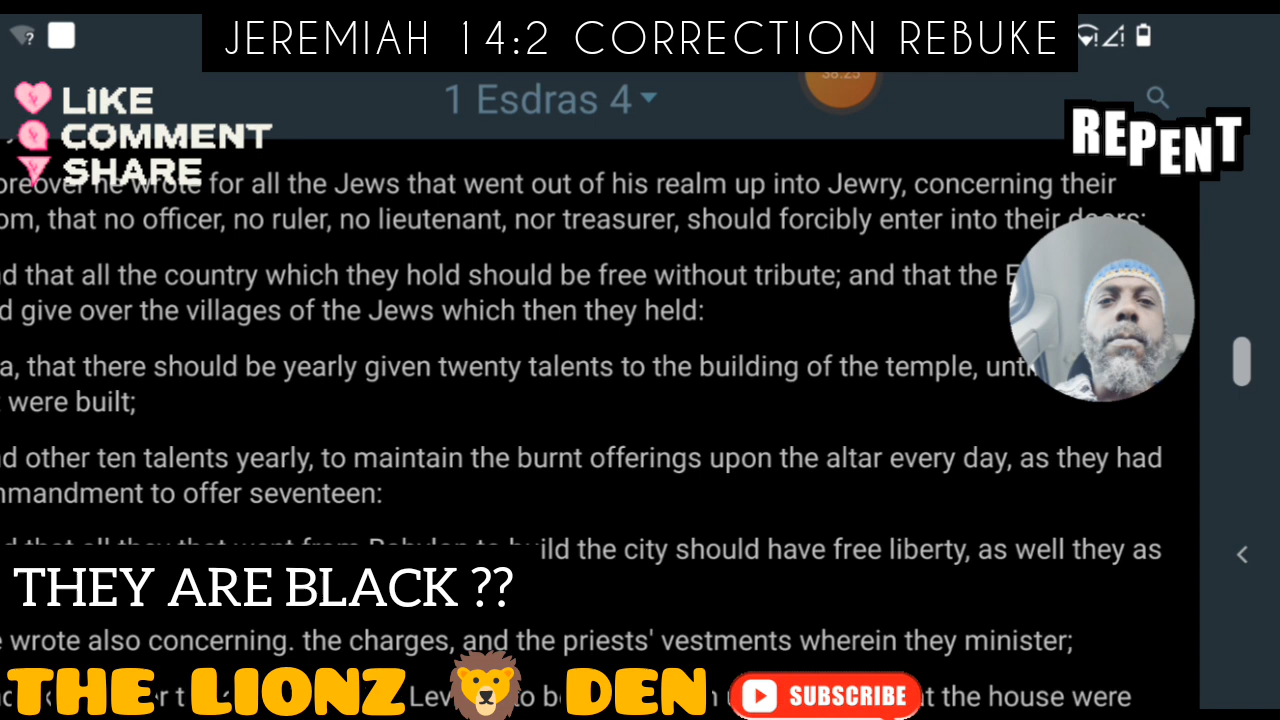 JEREMIAH 14:2 CORRECTION REBUKE
1 Esdras 4
LIKE
COMMENT
SHARE
REPENT
he wrote for all the Jews that went out of his realm up into Jewry, concerning their
that no officer, no ruler, no lieutenant, nor treasurer, should forcibly enter into their doors;
that all the country which they hold should be free without tribute; and that the
give over the villages of the Jews which then they held:
that there should be yearly given twenty talents to the building of the temple,
were built;
other ten talents yearly, to maintain the burnt offerings upon the altar every day, as they had
to offer seventeen:
the city should have free liberty, as well they as
THEY ARE BLACK ??
wrote also concerning. the charges, and the priests' vestments wherein they minister;
THE LIONZ 🦁 DEN
SUBSCRIBE
the house were